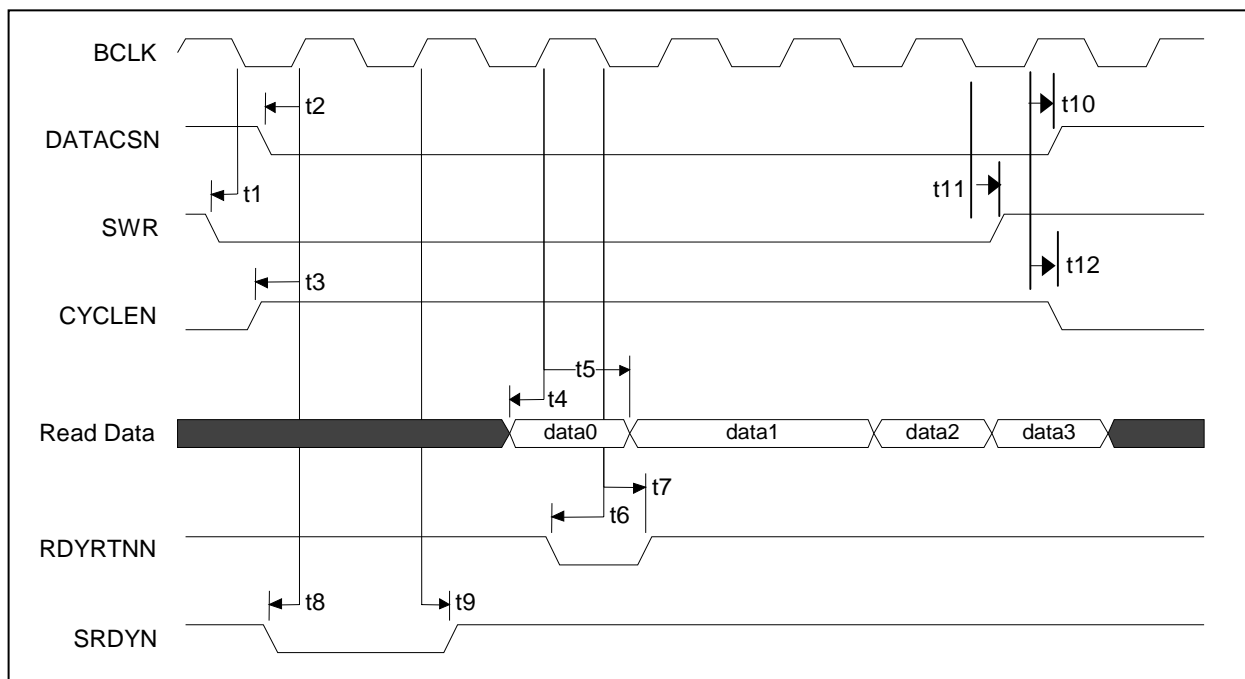 BCLK
t2
t10
DATACSN
t1
t11
SWR
t3
t12
CYCLEN
t5
t4
Read Data
data0
data1
data2
data3
t7
t6
RDYRTNN
t8
t9
SRDYN